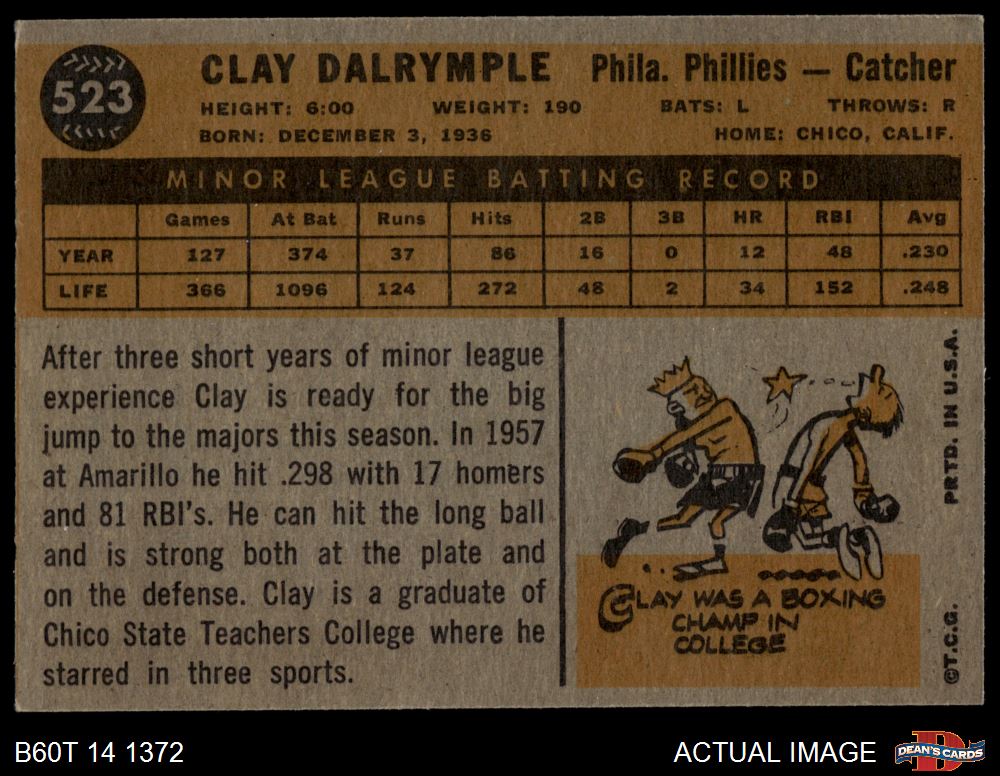 523
CLAY DALRYMPLE Phila. Phillies — Catcher
HEIGHT: 6:00 WEIGHT: 190 BATS: L THROWS: R
BORN: DECEMBER 3, 1936 HOME: CHICO, CALIF.
MINOR LEAGUE BATTING RECORD
Games At Bat Runs Hits 2B 3B HR RBI Avg
YEAR 127 374 37 86 16 0 12 48 .230
LIFE 366 1096 124 272 48 2 34 152 .248
After three short years of minor league
experience Clay is ready for the big
jump to the majors this season. In 1957
at Amarillo he hit .298 with 17 homers
and 81 RBI's. He can hit the long ball
and is strong both at the plate and
on the defense. Clay is a graduate of
Chico State Teachers College where he
starred in three sports.
CLAY WAS A BOXING
CHAMP IN
COLLEGE
©T.C.G. PRTD. IN U.S.A.
B60T 14 1372 ACTUAL IMAGE DEAN'S CARDS